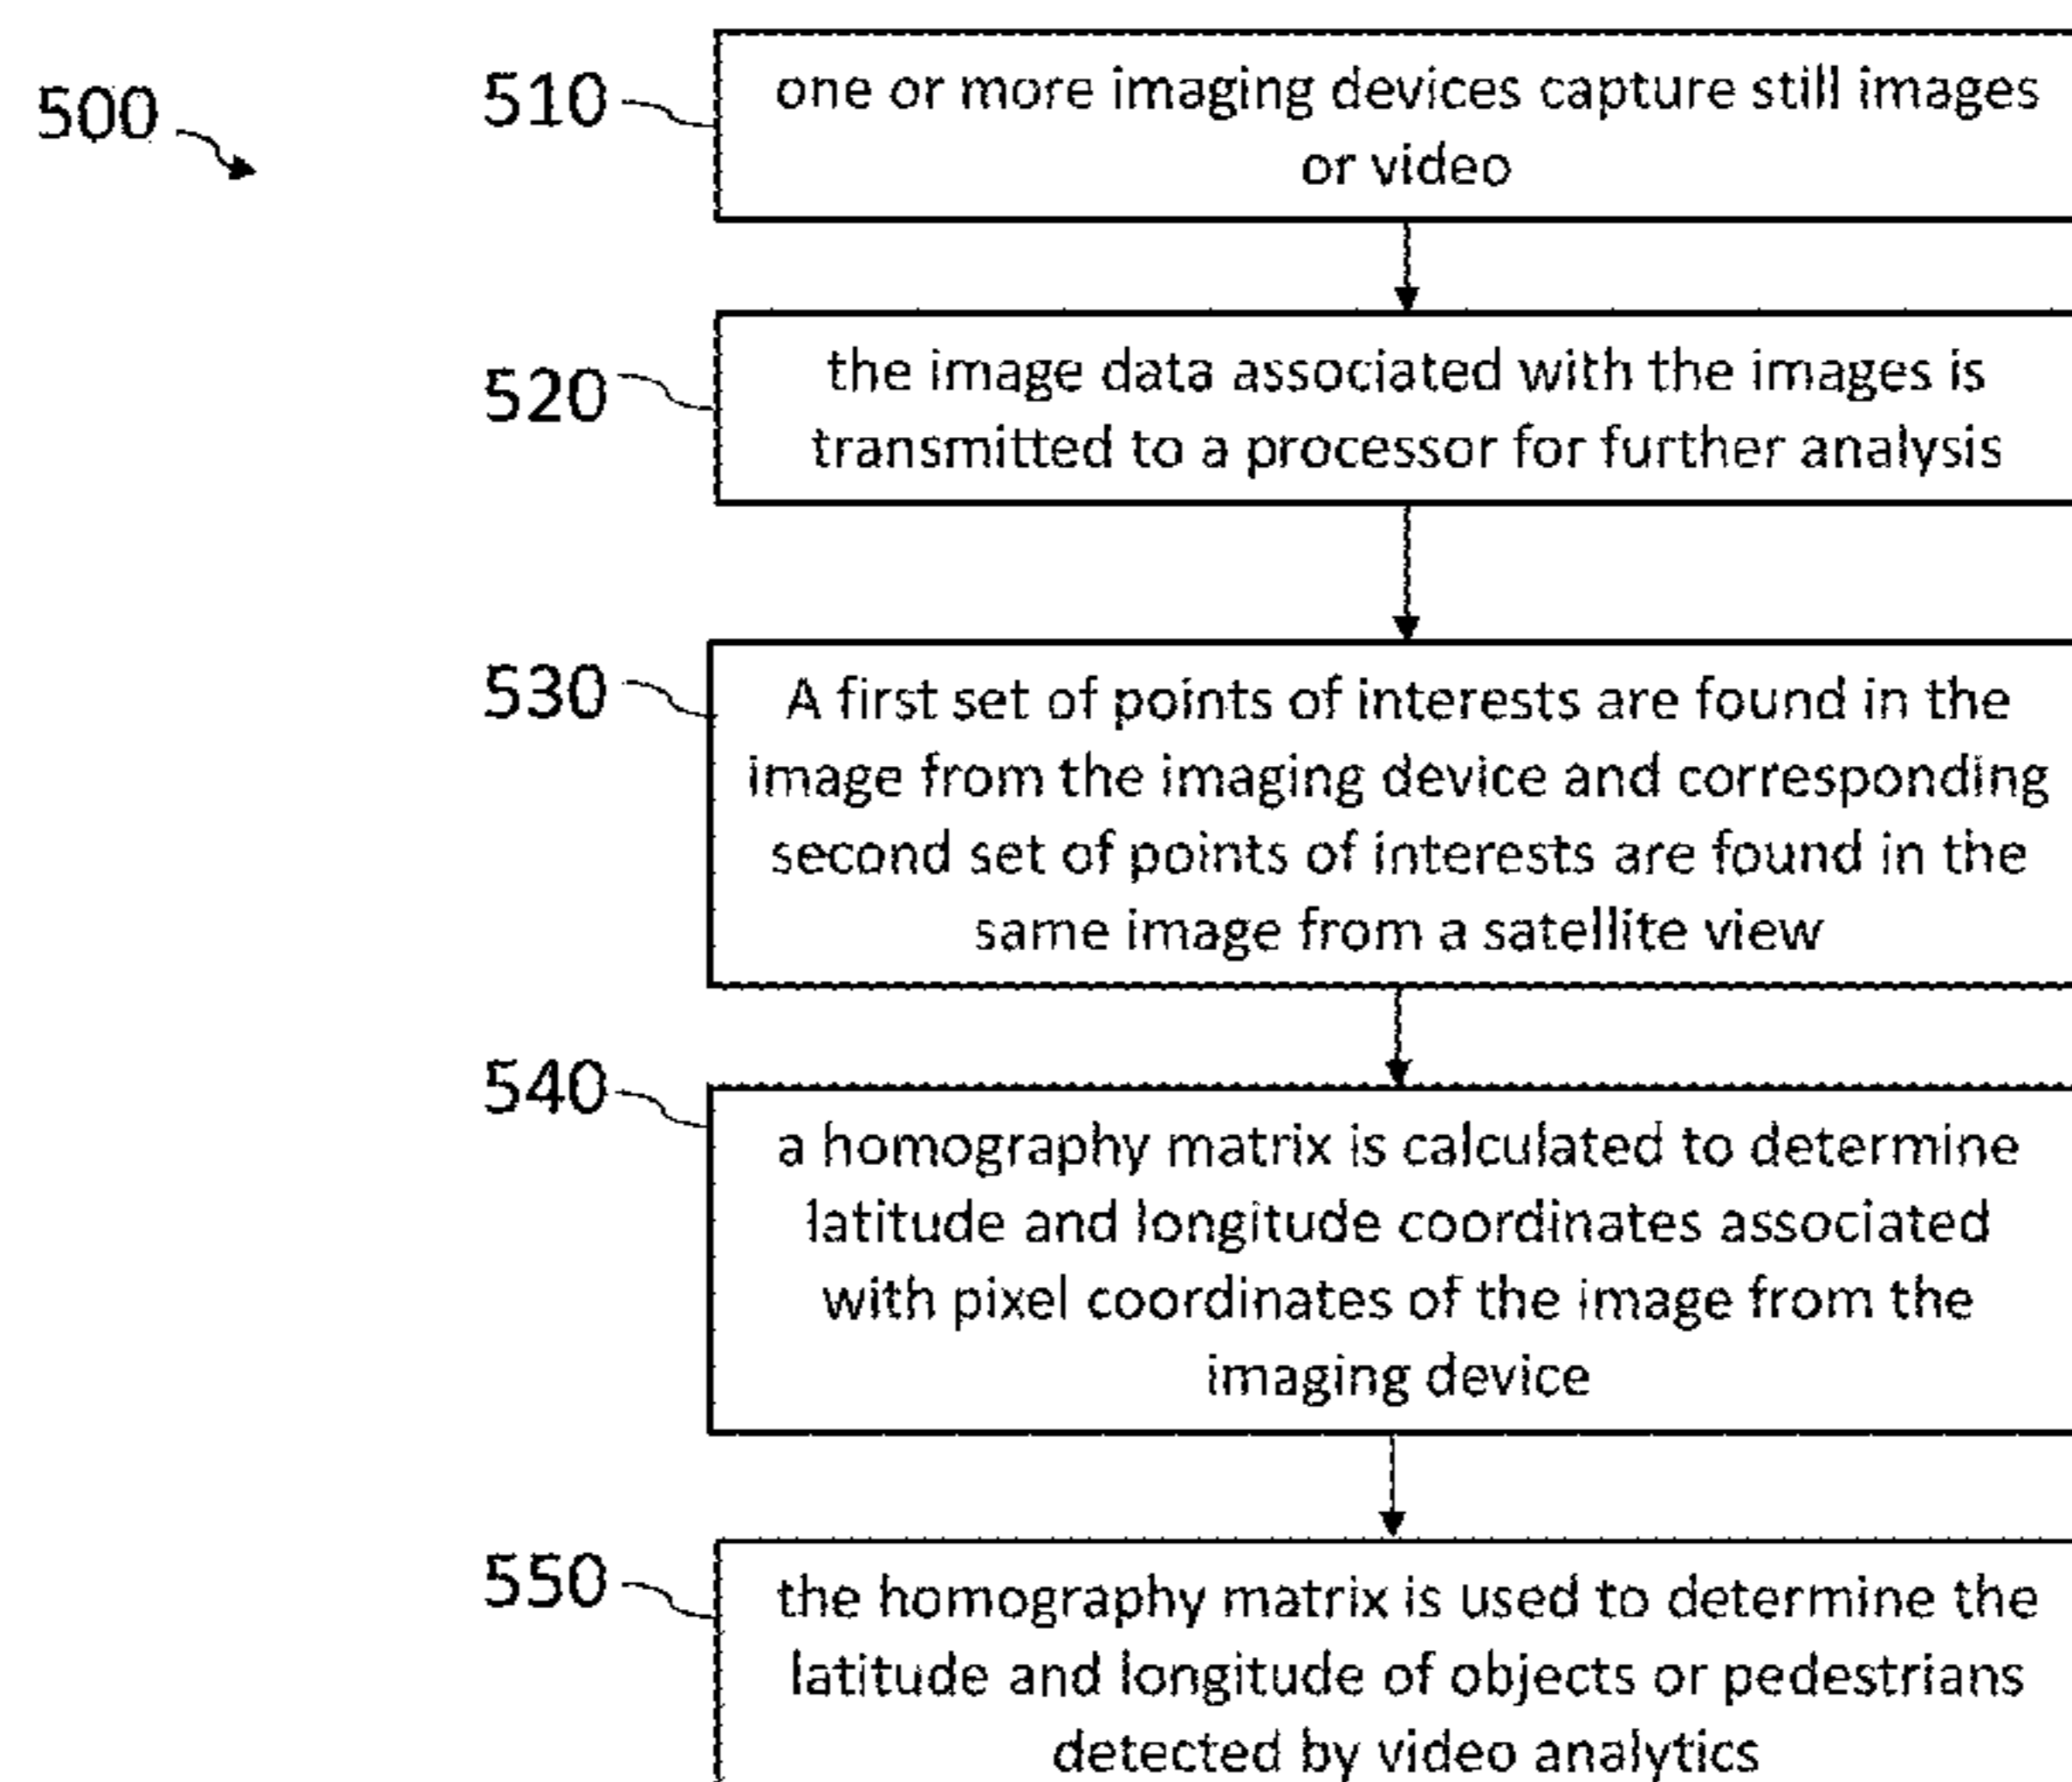 500
510
one or more imaging devices capture still images
or video
520
the image data associated with the images is
transmitted to a processor for further analysis
530
A first set of points of interests are found in the
image from the imaging device and corresponding
second set of points of interests are found in the
same image from a satellite view
540
a homography matrix is calculated to determine
latitude and longitude coordinates associated
with pixel coordinates of the image from the
imaging device
550
the homography matrix is used to determine the
latitude and longitude of objects or pedestrians
detected by video analytics